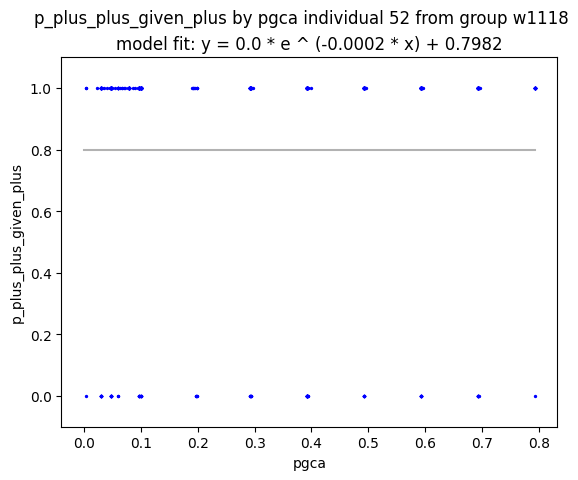 p_plus_plus_given_plus by pgca individual 52 from group w1118
model fit: y = 0.0 * e ^ (-0.0002 * x) + 0.7982
1.0
0.8
0.6
0.4
0.2
0.0
p_plus_plus_given_plus
0.0 0.1 0.2 0.3 0.4 0.5 0.6 0.7 0.8
pgca